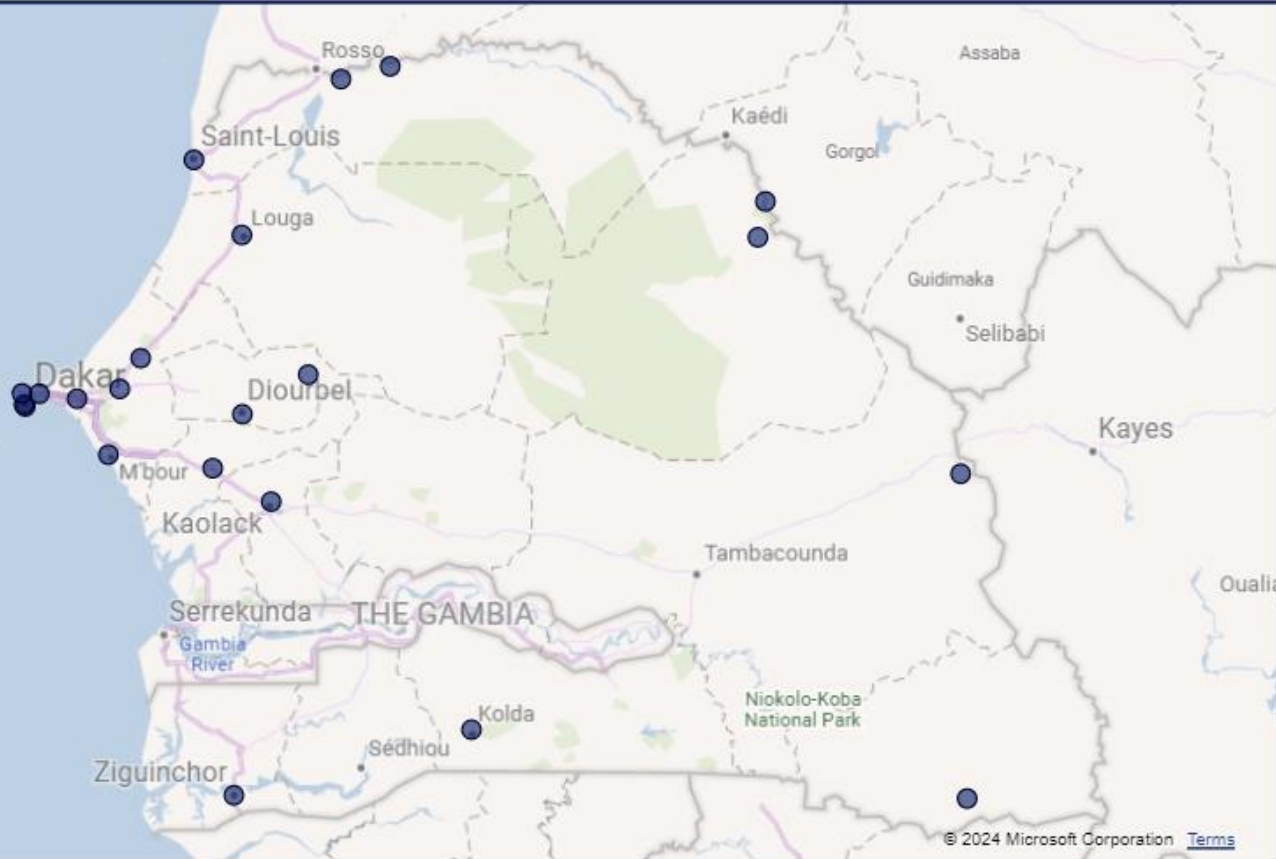 Rosso
Assaba
Kaédi
Saint-Louis
Gorgol
Louga
Guidimaka
Selibabi
Dakar
Diourbel
Kayes
M'bour
Kaolack
Tambacounda
Oualia
Serrekunda
THE GAMBIA
Gambia
River
Niokolo-Koba
National Park
Kolda
Sédhiou
Ziguinchor
© 2024 Microsoft Corporation Terms